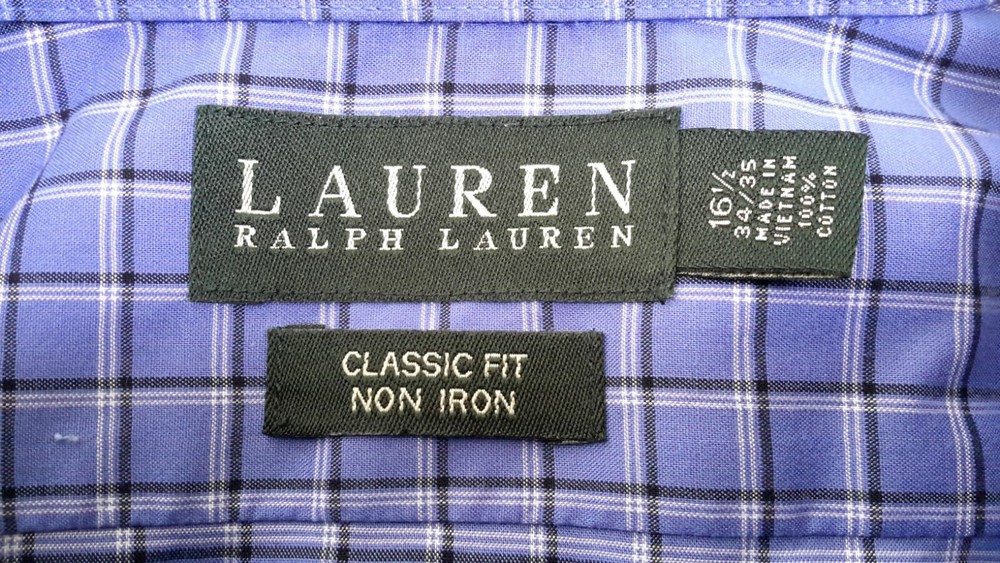 LAUREN
RALPH LAUREN
16½
34/35
MADE IN
VIETNAM
100%
COTTON
CLASSIC FIT
NON IRON